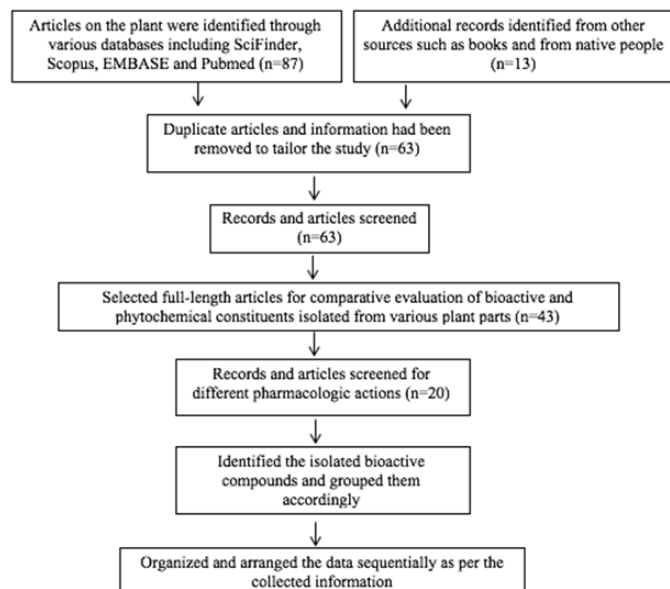 Articles on the plant were identified through
various databases including SciFinder,
Scopus, EMBASE and Pubmed (n=87)
Additional records identified from other
sources such as books and from native people
(n=13)
Duplicate articles and information had been
removed to tailor the study (n=63)
Records and articles screened
(n=63)
Selected full-length articles for comparative evaluation of bioactive and
phytochemical constituents isolated from various plant parts (n=43)
Records and articles screened for
different pharmacologic actions (n=20)
Identified the isolated bioactive
compounds and grouped them
accordingly
Organized and arranged the data sequentially as per the
collected information